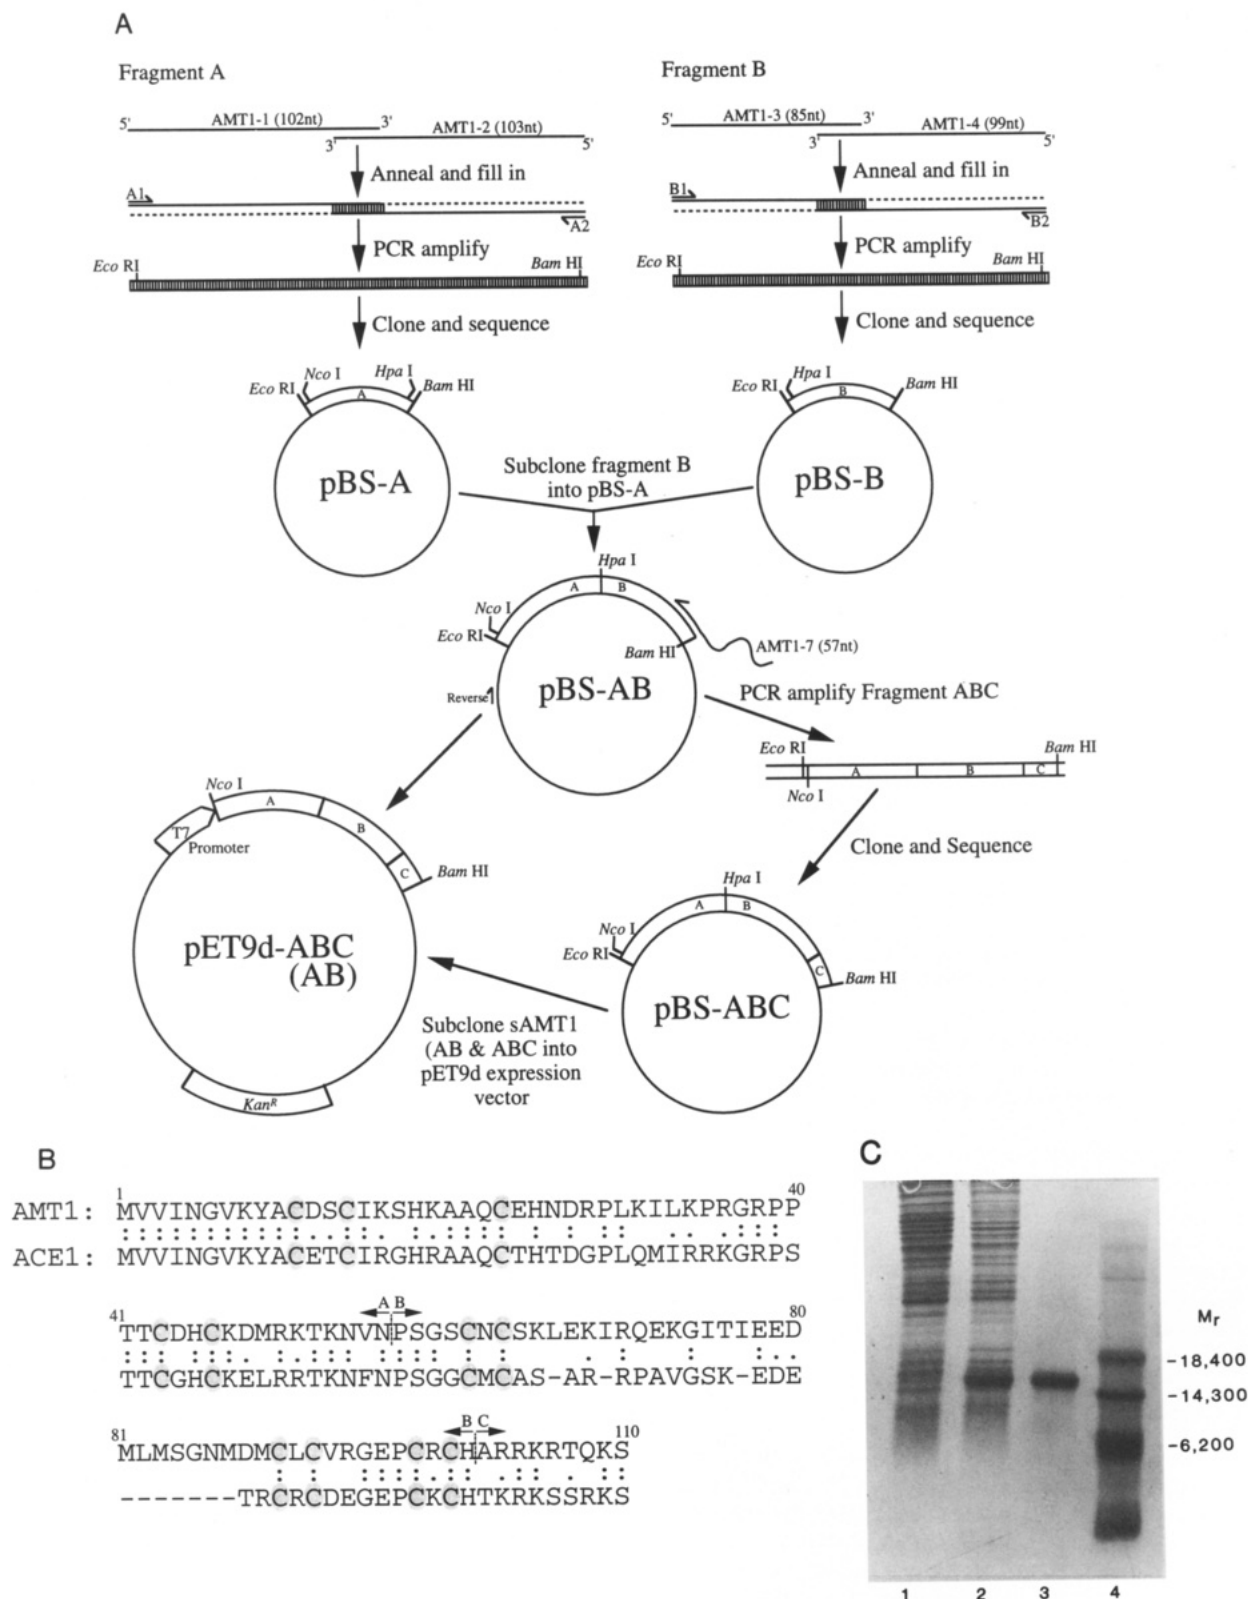 A
Fragment A
Fragment B
5'
AMT1-1 (102nt)
3'
3'
AMT1-2 (103nt)
5'
5'
AMT1-3 (85nt)
3'
3'
AMT1-4 (99nt)
5'
Anneal and fill in
Anneal and fill in
A1
A2
B1
B2
PCR amplify
PCR amplify
Eco RI
Bam HI
Eco RI
Bam HI
Clone and sequence
Clone and sequence
Eco RI
Nco I
A
Hpa I
Bam HI
Eco RI
Hpa I
B
Bam HI
pBS-A
Subclone fragment B
into pBS-A
pBS-B
Hpa I
Nco I
A
B
Eco RI
Bam HI
AMT1-7 (57nt)
Reverse
pBS-AB
PCR amplify Fragment ABC
Eco RI
Bam HI
A
B
C
Nco I
Nco I
A
T7
Promoter
B
C
Bam HI
Clone and Sequence
Hpa I
A
B
Nco I
Eco RI
C
Bam HI
pET9d-ABC
(AB)
pBS-ABC
Subclone sAMT1
(AB & ABC into
pET9d expression
vector
KanR
B
1
40
AMT1: MVVINGVKYACDSCIKSHKAAQCEHNDRPLKILKPRGRPP
ACE1: MVVINGVKYACETCIRGHRAAQCTHTDGPLQMIRRKGRPS
41
A B
80
TTCDHCKDMRKTKNVNPSGSCNCSKLEKIRQEKGITIEED
TTCGHCKELRRTKNFNPSGGCMCAS-AR-RPAVGSK-EDE
81
B C
110
MLMSGNMDMCLCVRGEPCRCHARRKRTQKS
-------TRCRCDEGEPCKCHTKRKSSRKS
C
Mr
-18,400
-14,300
-6,200
1 2 3 4